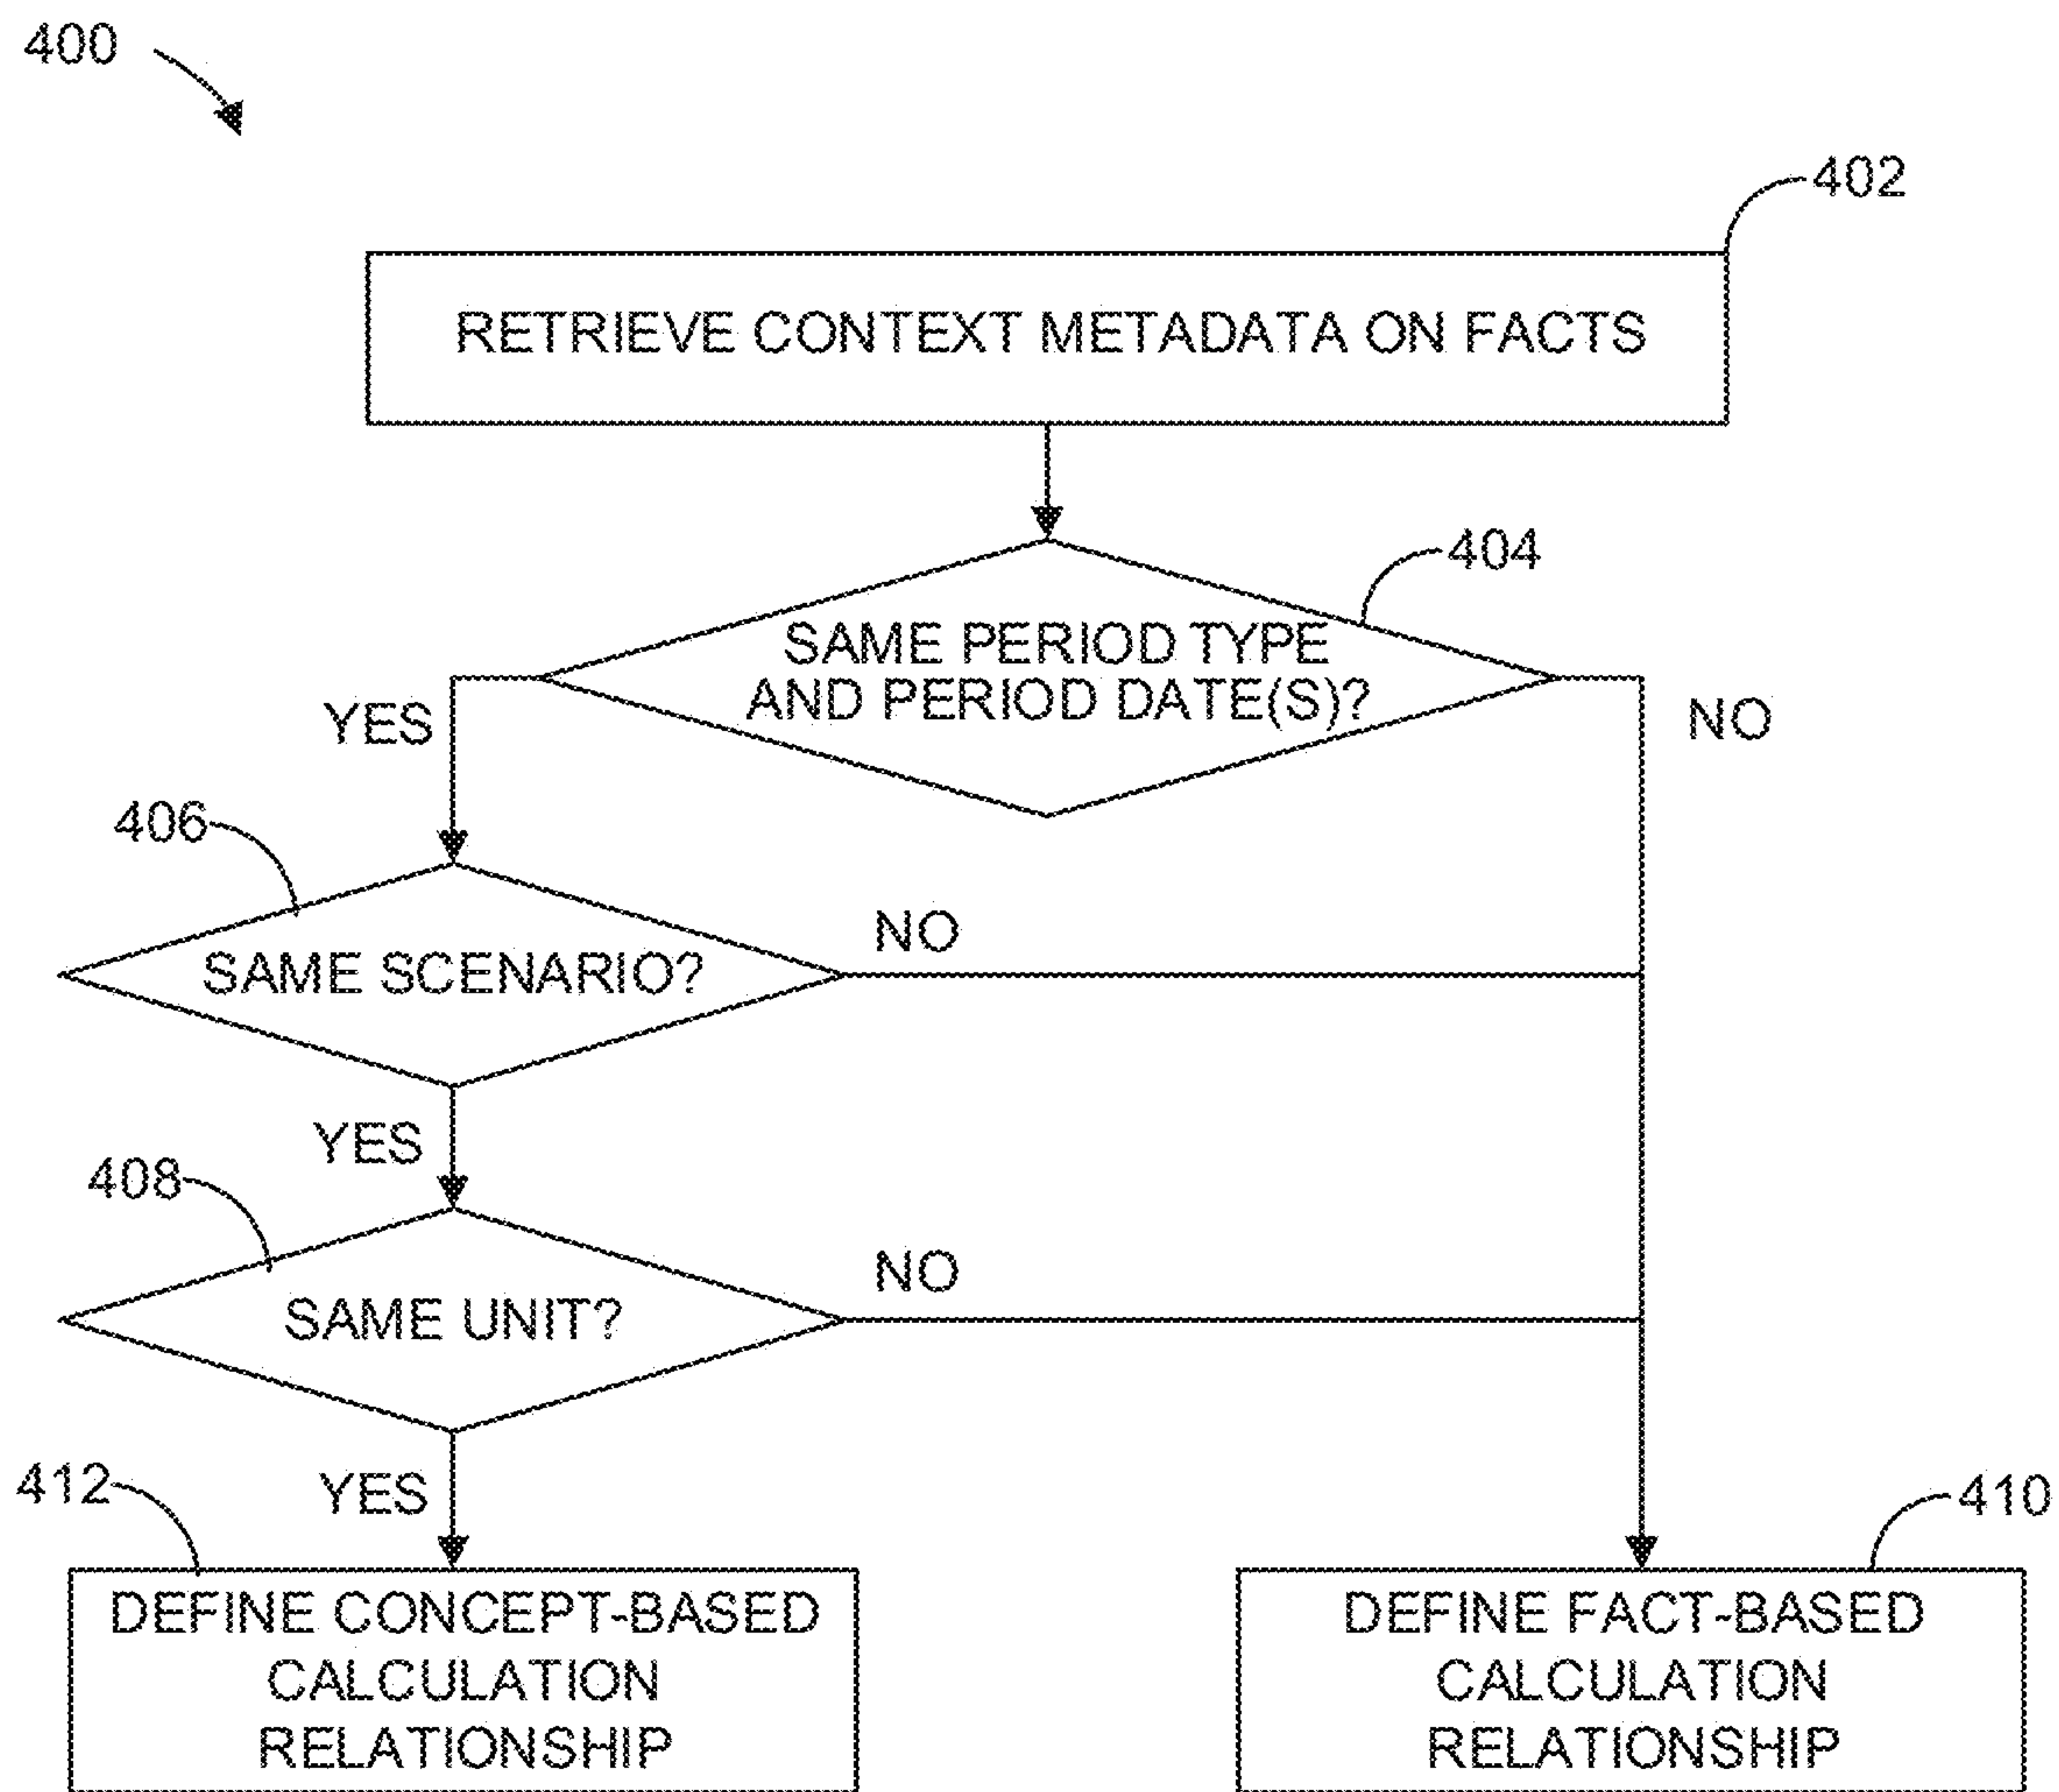 400
402
RETRIEVE CONTEXT METADATA ON FACTS
404
SAME PERIOD TYPE
AND PERIOD DATE(S)?
YES
NO
406
SAME SCENARIO?
NO
YES
408
SAME UNIT?
NO
YES
412
410
DEFINE CONCEPT-BASED
CALCULATION
RELATIONSHIP
DEFINE FACT-BASED
CALCULATION
RELATIONSHIP